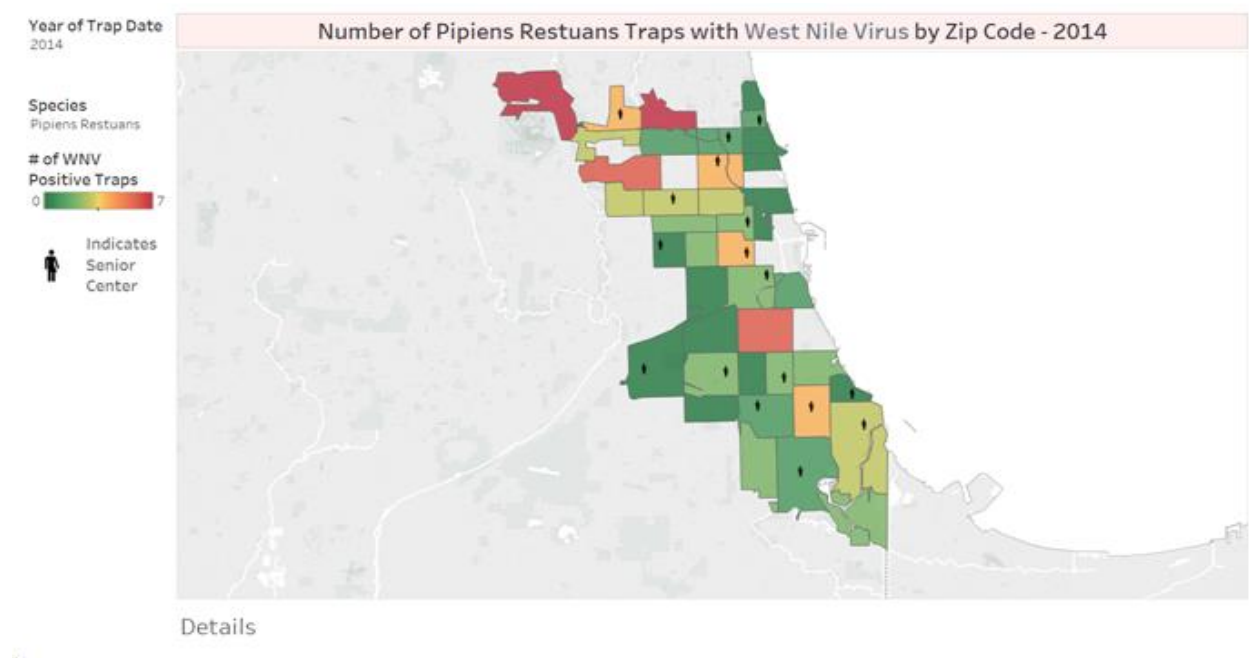 Year of Trap Date
2014
Number of Pipiens Restuans Traps with West Nile Virus by Zip Code - 2014
Species
Pipiens Restuans
# of WNV
Positive Traps
0 7
Indicates
Senior
Center
Details